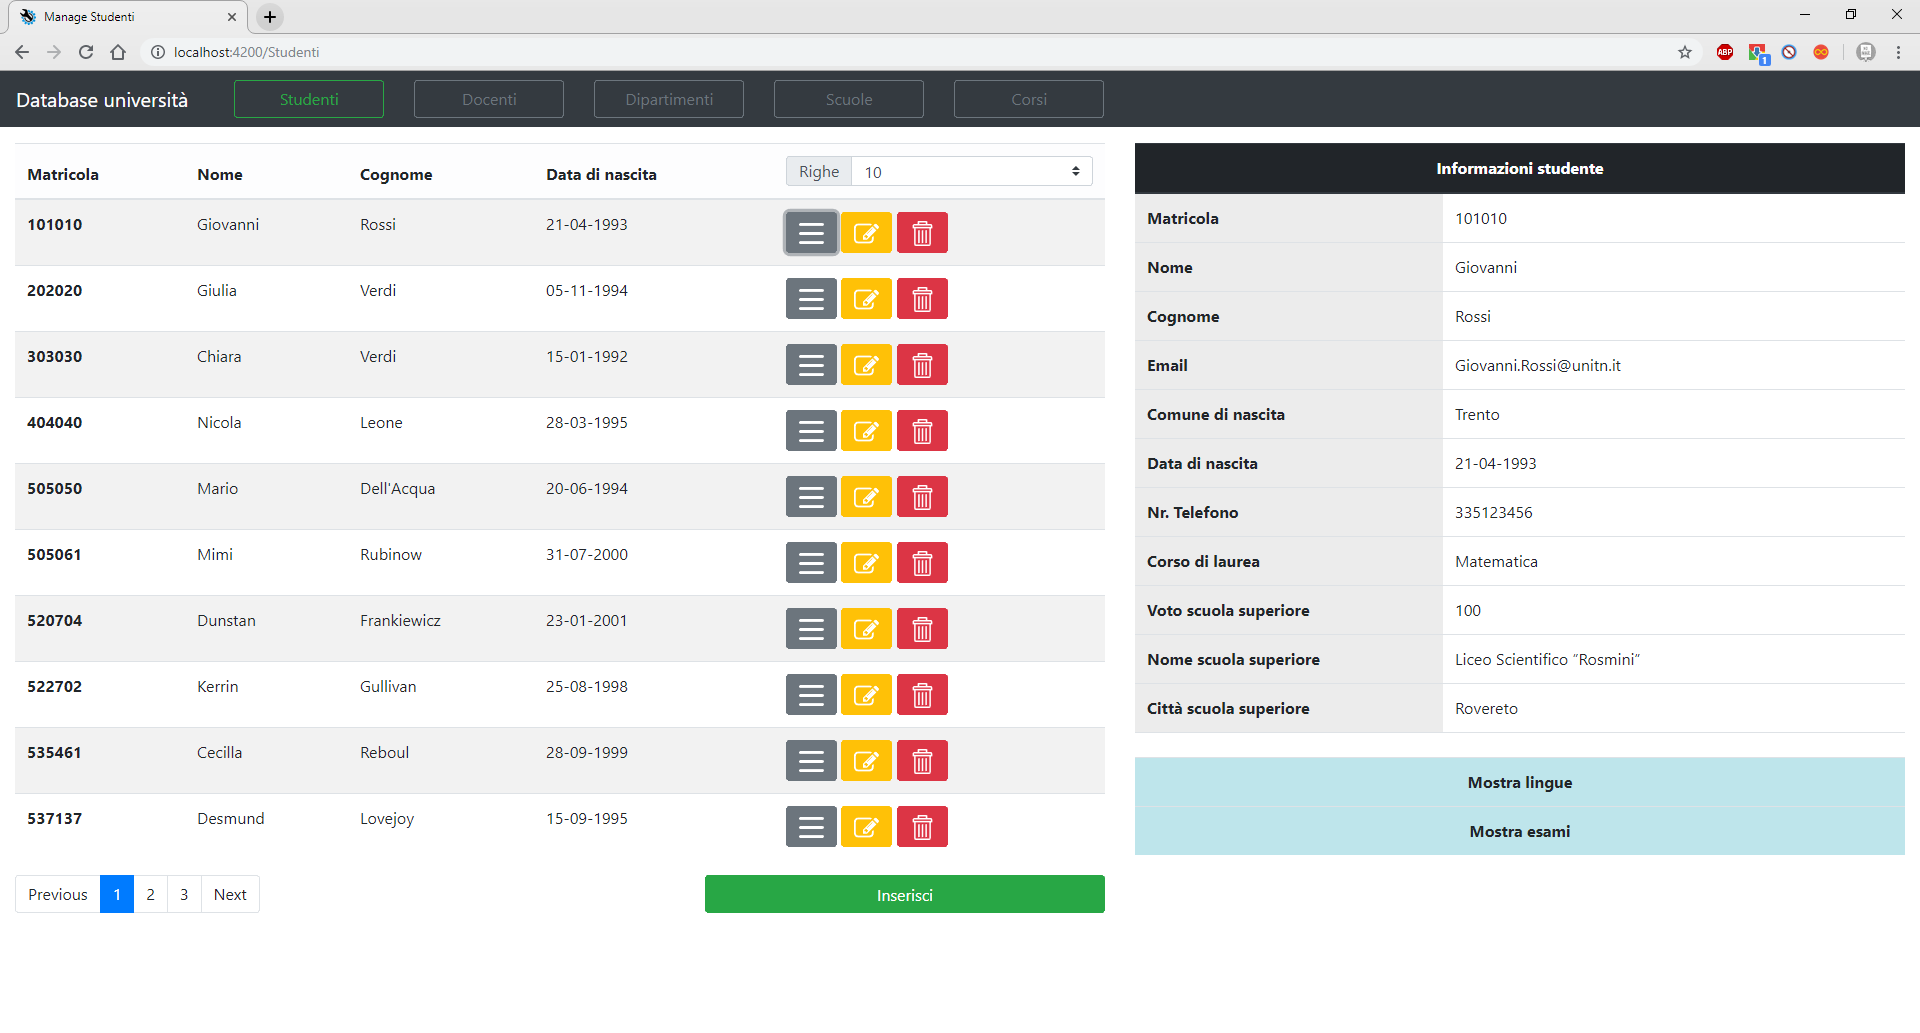 Manage Studenti
localhost:4200/Studenti
ABP
1
Database università
Studenti
Docenti
Dipartimenti
Scuole
Corsi
Matricola Nome Cognome Data di nascita Righe 10
101010 Giovanni Rossi 21-04-1993
202020 Giulia Verdi 05-11-1994
303030 Chiara Verdi 15-01-1992
404040 Nicola Leone 28-03-1995
505050 Mario Dell'Acqua 20-06-1994
505061 Mimi Rubinow 31-07-2000
520704 Dunstan Frankiewicz 23-01-2001
522702 Kerrin Gullivan 25-08-1998
535461 Cecilla Reboul 28-09-1999
537137 Desmund Lovejoy 15-09-1995
Previous 1 2 3 Next
Inserisci
Informazioni studente
Matricola 101010
Nome Giovanni
Cognome Rossi
Email Giovanni.Rossi@unitn.it
Comune di nascita Trento
Data di nascita 21-04-1993
Nr. Telefono 335123456
Corso di laurea Matematica
Voto scuola superiore 100
Nome scuola superiore Liceo Scientifico “Rosmini”
Città scuola superiore Rovereto
Mostra lingue
Mostra esami